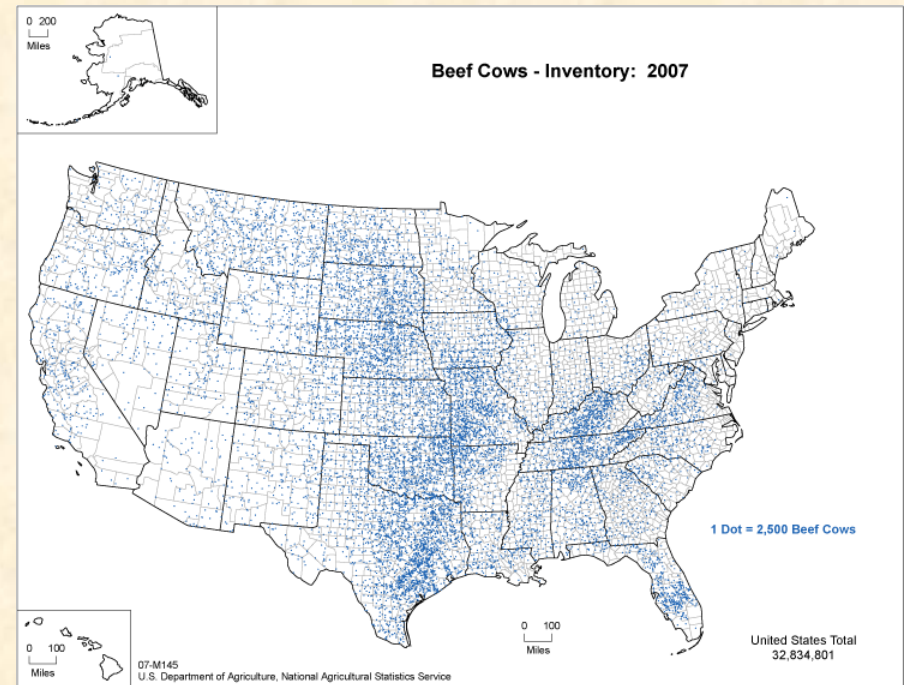 0 200
Miles
Beef Cows - Inventory: 2007
1 Dot = 2,500 Beef Cows
0 100
Miles
0 100
Miles
United States Total
32,834,801
07-M145
U.S. Department of Agriculture, National Agricultural Statistics Service